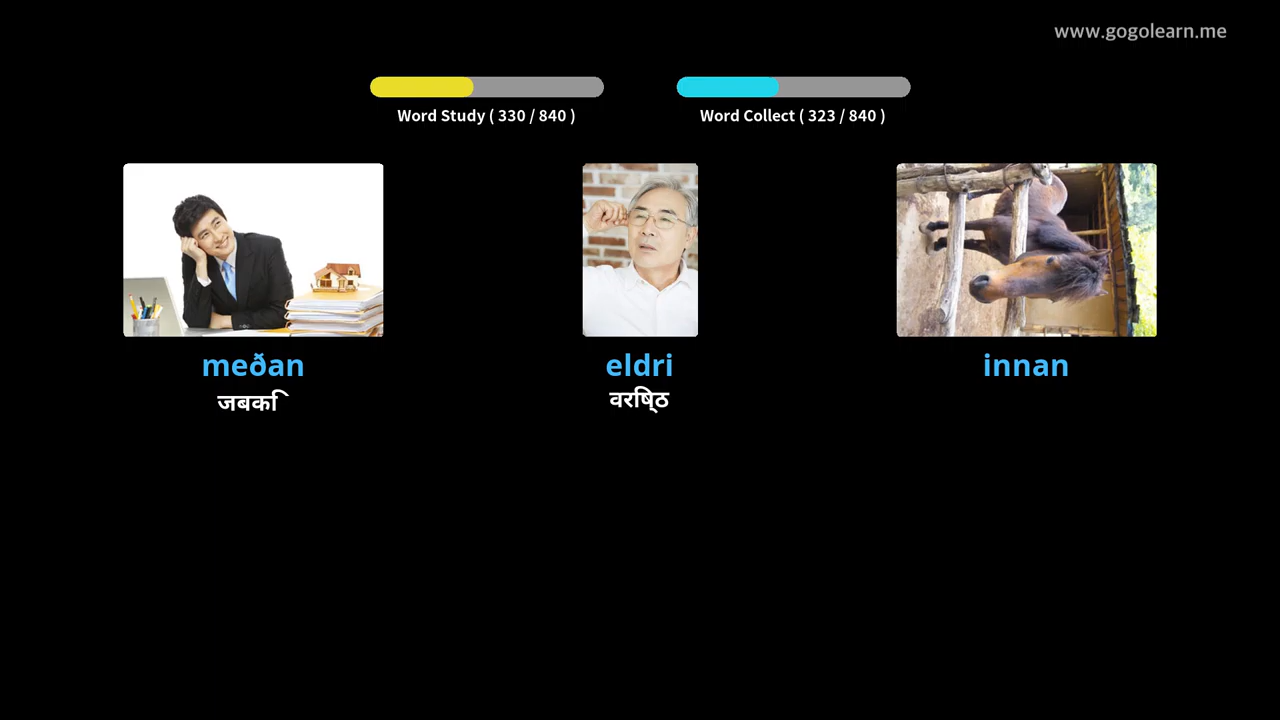 www.gogolearn.me
Word Study ( 330 / 840 )
Word Collect ( 323 / 840 )
meðan
eldri
innan
जबकि
वरिष्ठ